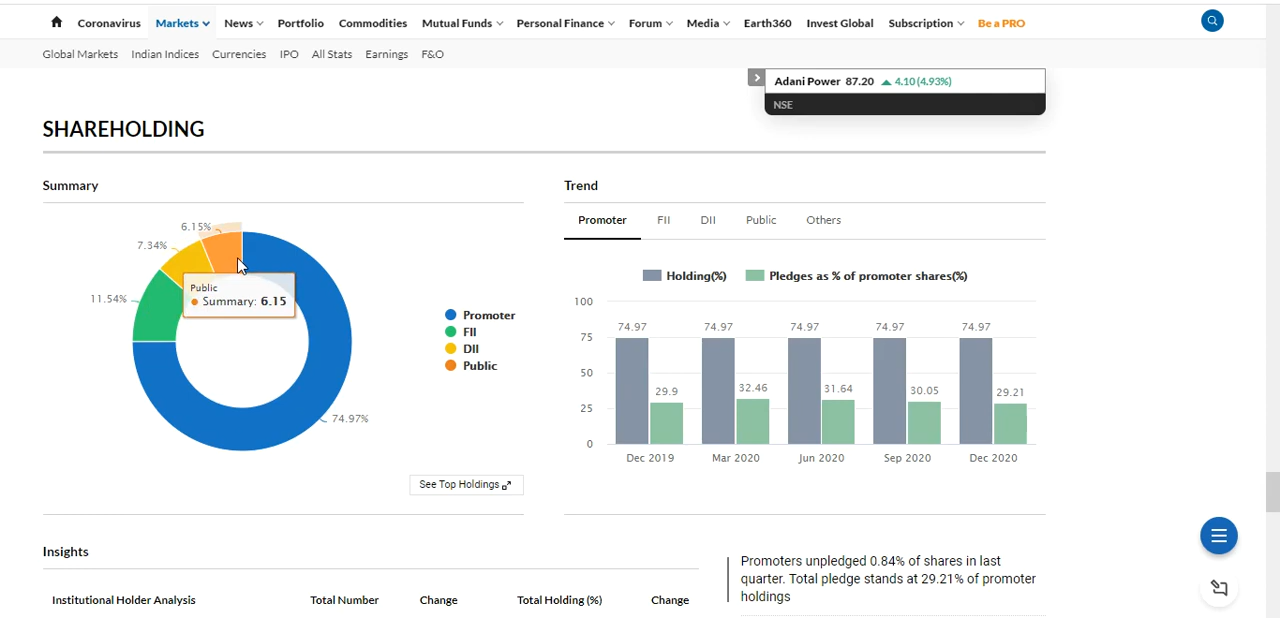 Coronavirus Markets News Portfolio Commodities Mutual Funds Personal Finance Forum Media Earth360 Invest Global Subscription Be a PRO
Global Markets Indian Indices Currencies IPO All Stats Earnings F&O
Adani Power 87.20 4.10 (4.93%)
NSE
SHAREHOLDING
Summary
6.15%
7.34%
11.54%
74.97%
Public
Summary: 6.15
Promoter
FII
DII
Public
See Top Holdings
Trend
Promoter FII DII Public Others
Holding(%) Pledges as % of promoter shares(%)
100
75
50
25
0
74.97 74.97 74.97 74.97 74.97
29.9 32.46 31.64 30.05 29.21
Dec 2019 Mar 2020 Jun 2020 Sep 2020 Dec 2020
Insights
Institutional Holder Analysis Total Number Change Total Holding (%) Change
Promoters unpledged 0.84% of shares in last
quarter. Total pledge stands at 29.21% of promoter
holdings